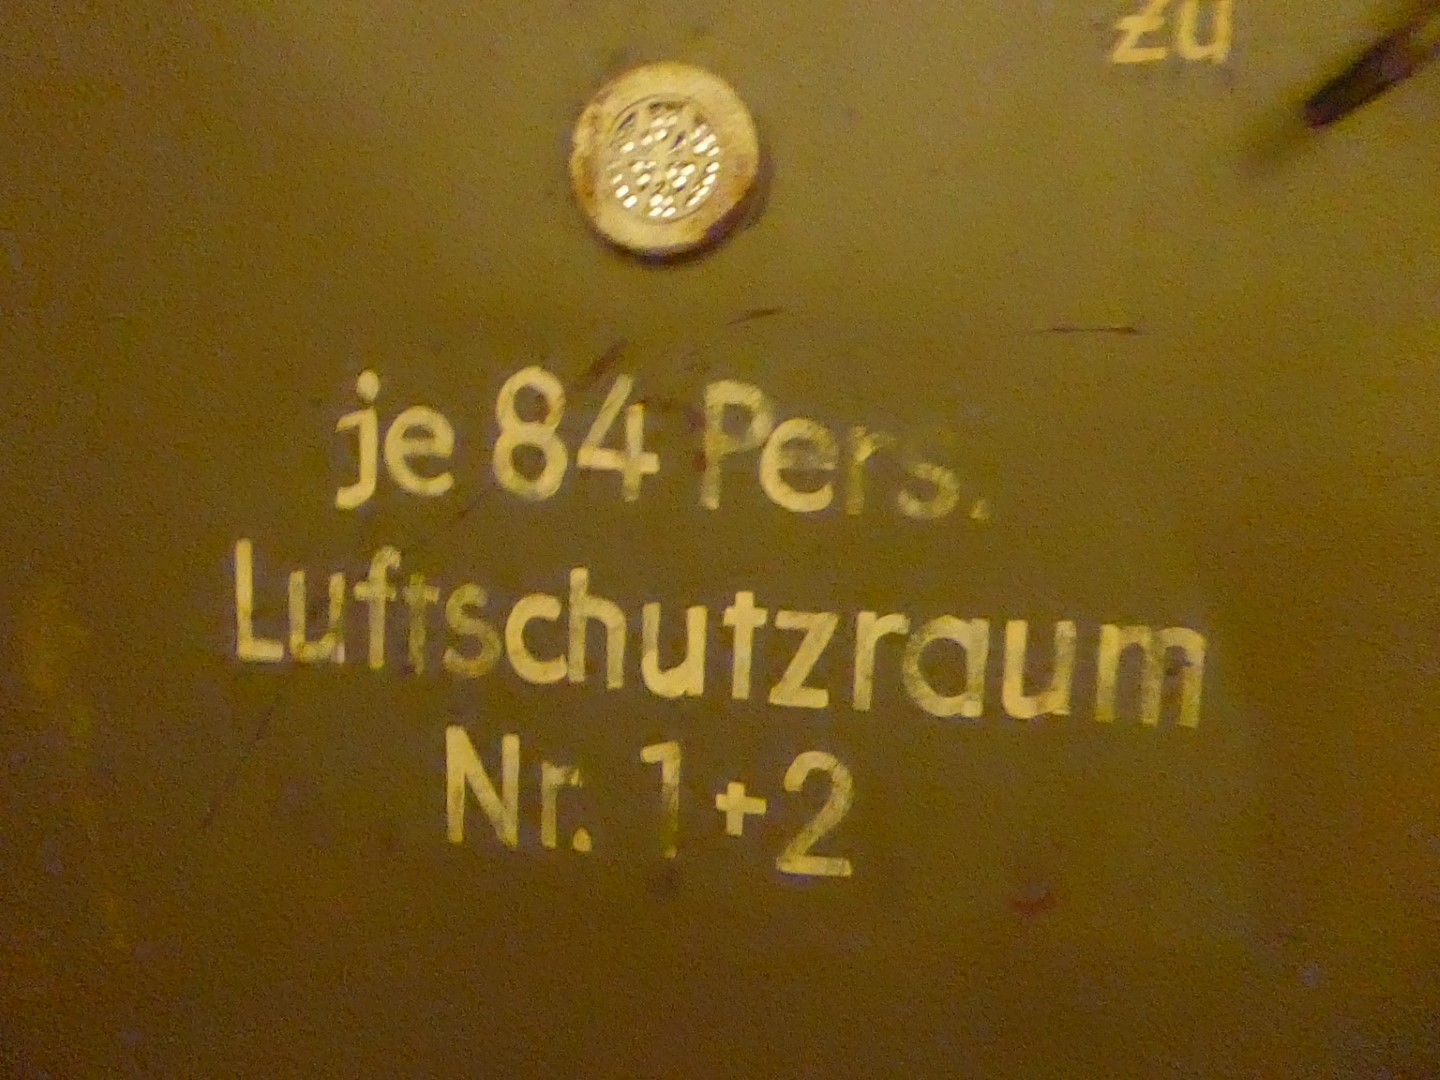 zu
je 84 Pers.
Luftschutzraum
Nr. 1+2